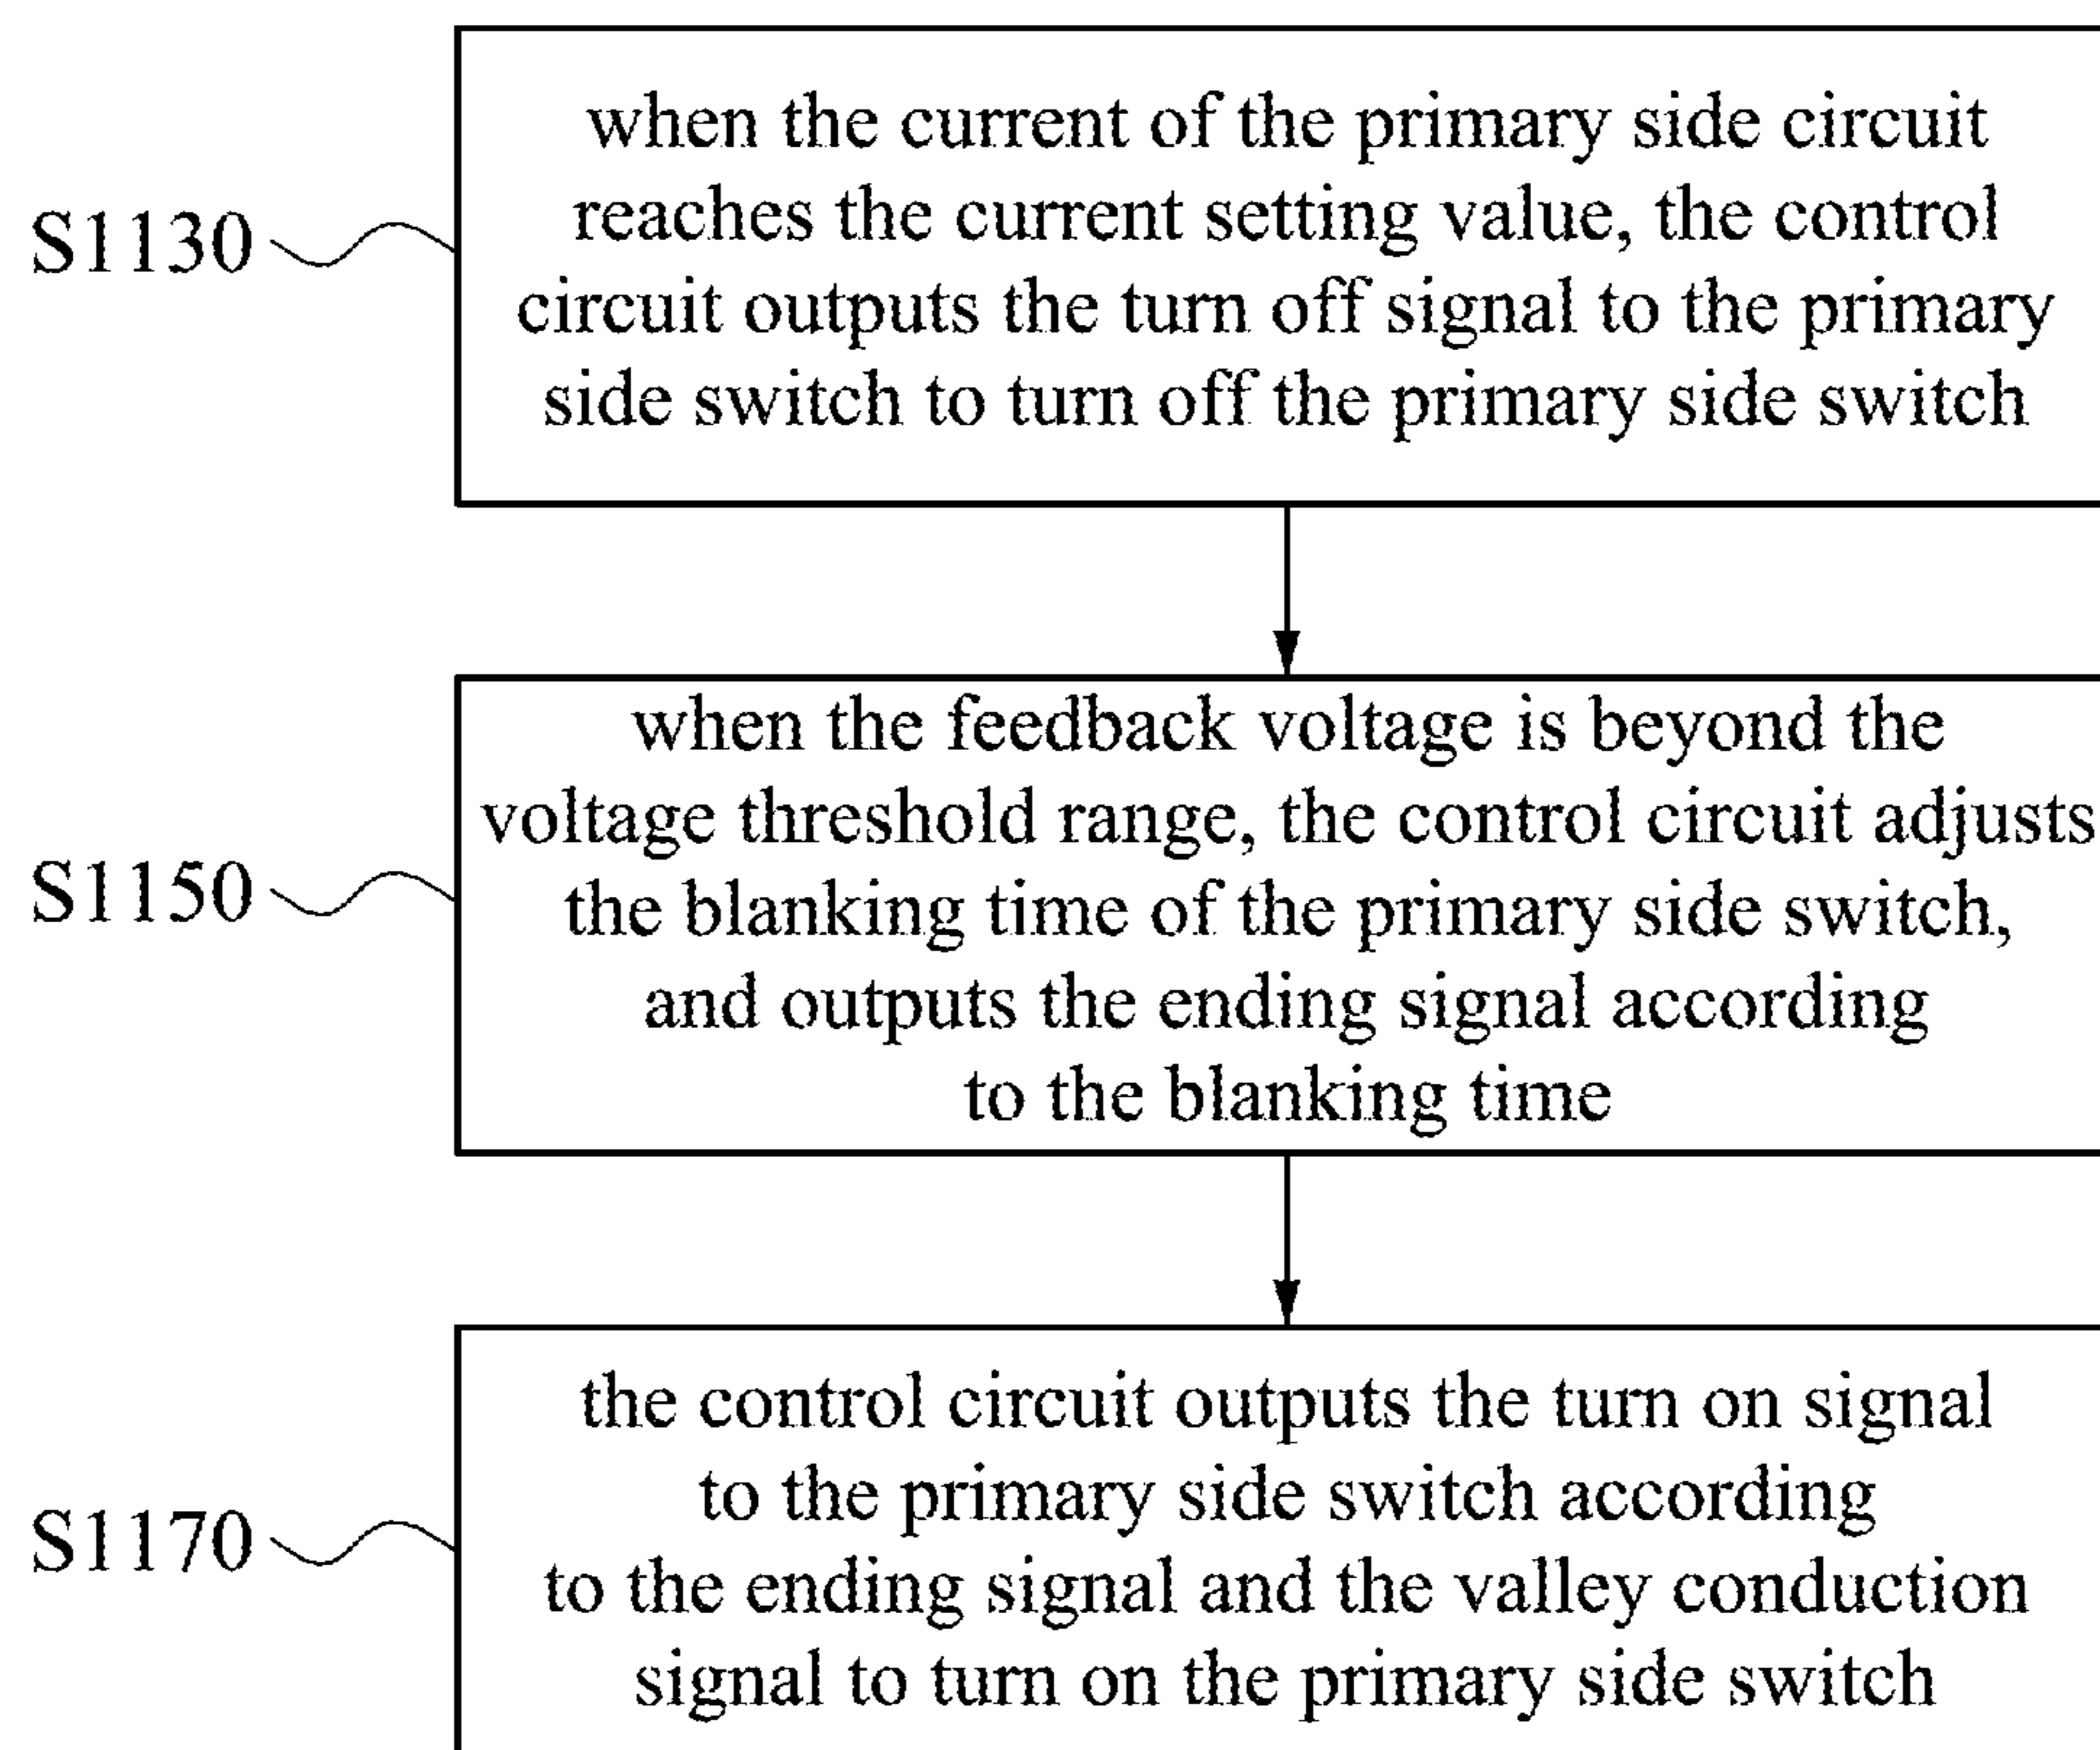 when the current of the primary side circuit
reaches the current setting value, the control
circuit outputs the turn off signal to the primary
side switch to turn off the primary side switch
S1130
when the feedback voltage is beyond the
voltage threshold range, the control circuit adjusts
the blanking time of the primary side switch,
and outputs the ending signal according
to the blanking time
S1150
the control circuit outputs the turn on signal
to the primary side switch according
to the ending signal and the valley conduction
signal to turn on the primary side switch
S1170